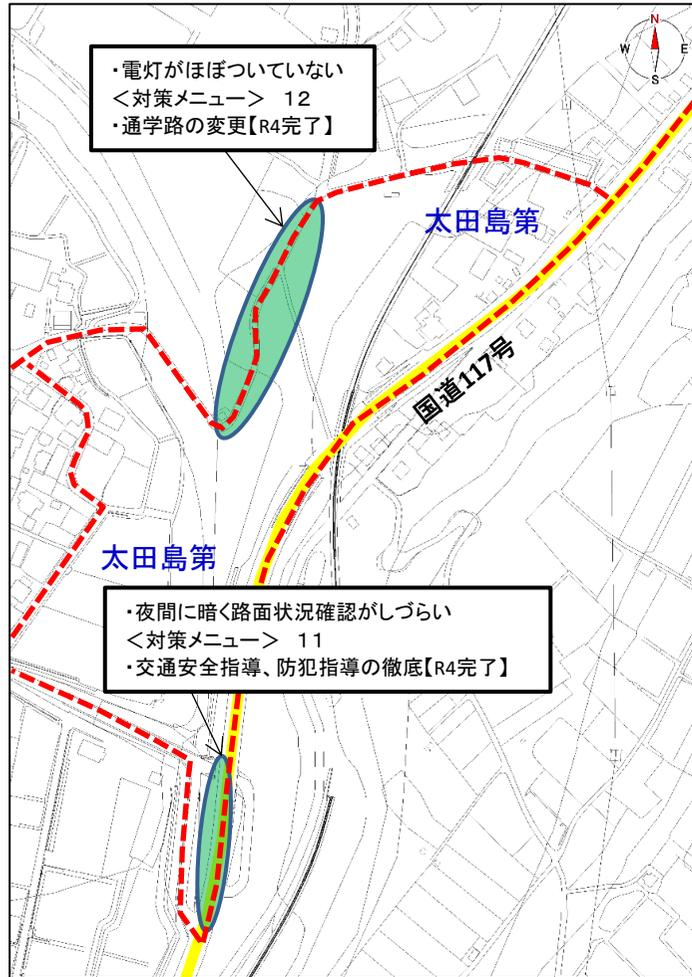 N
W E
S
・電灯がほぼついていない
＜対策メニュー＞　12
・通学路の変更【R4完了】
太田島第
国道117号
太田島第
・夜間に暗く路面状況確認がしづらい
＜対策メニュー＞　11
・交通安全指導、防犯指導の徹底【R4完了】